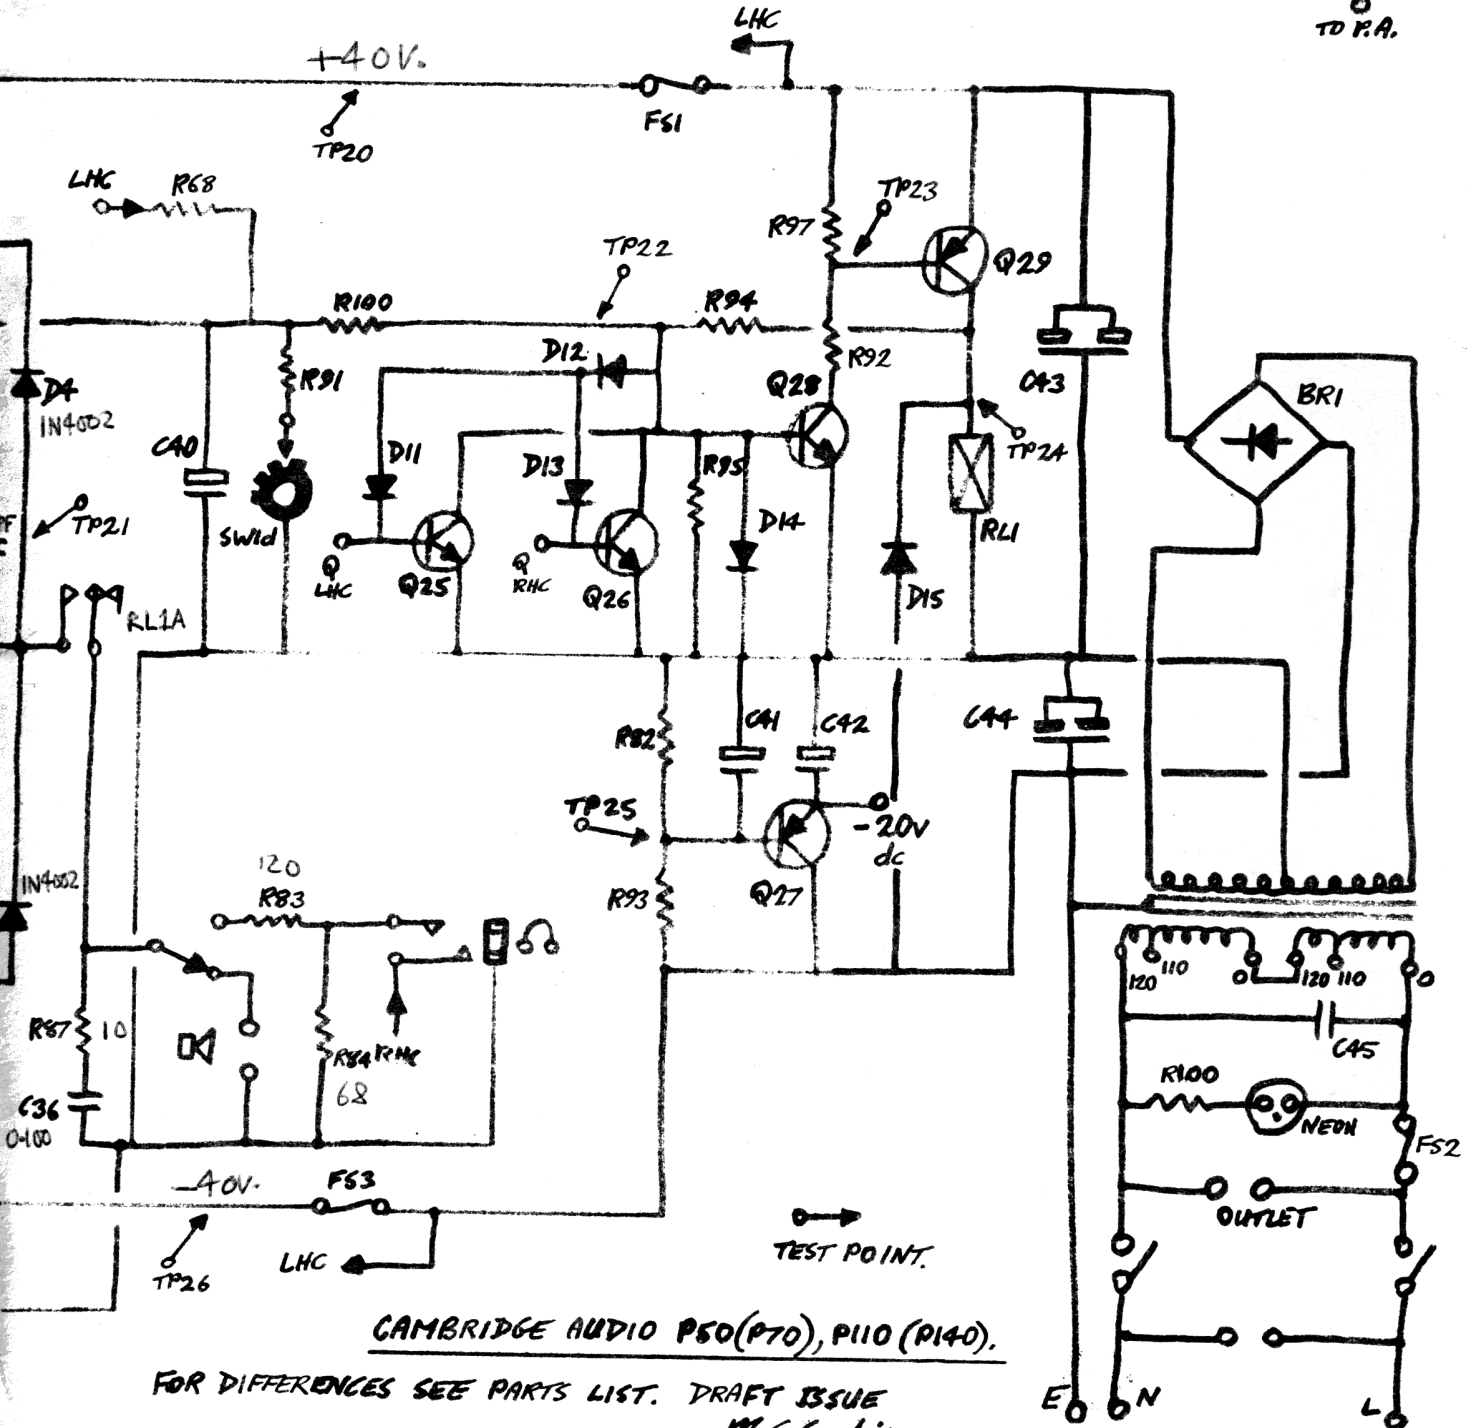 TO P.A.
LHC
+40V.
FS1
TP20
LHC
R68
TP23
R97
Q29
TP22
R100
R94
D12
R92
C43
Q28
R91
D4
1N4002
BR1
C40
D11
D13
R95
TP24
TP21
D14
RL1
SW1d
Q
LHC
Q25
Q
RHC
Q26
D15
RL1A
C44
R82
C41
C42
TP25
-20V
dc
1N4002
120
R83
R93
Q27
120
110
0
120
110
0
R87
10
R84
RHC
C45
68
C36
0·100
R100
NEON
FS2
-40V.
FS3
OUTLET
TP26
LHC
TEST POINT.
CAMBRIDGE AUDIO P50(P70), P110 (P140).
FOR DIFFERENCES SEE PARTS LIST. DRAFT ISSUE
E
N
L